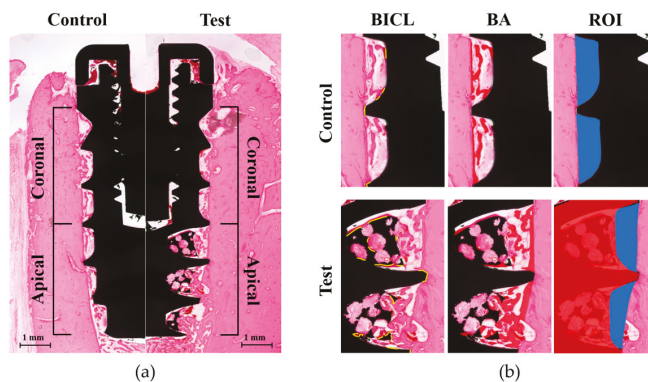 Control Test
Coronal
Apical
Coronal
Apical
1 mm
1 mm
(a)
BICL BA ROI
Control
Test
(b)